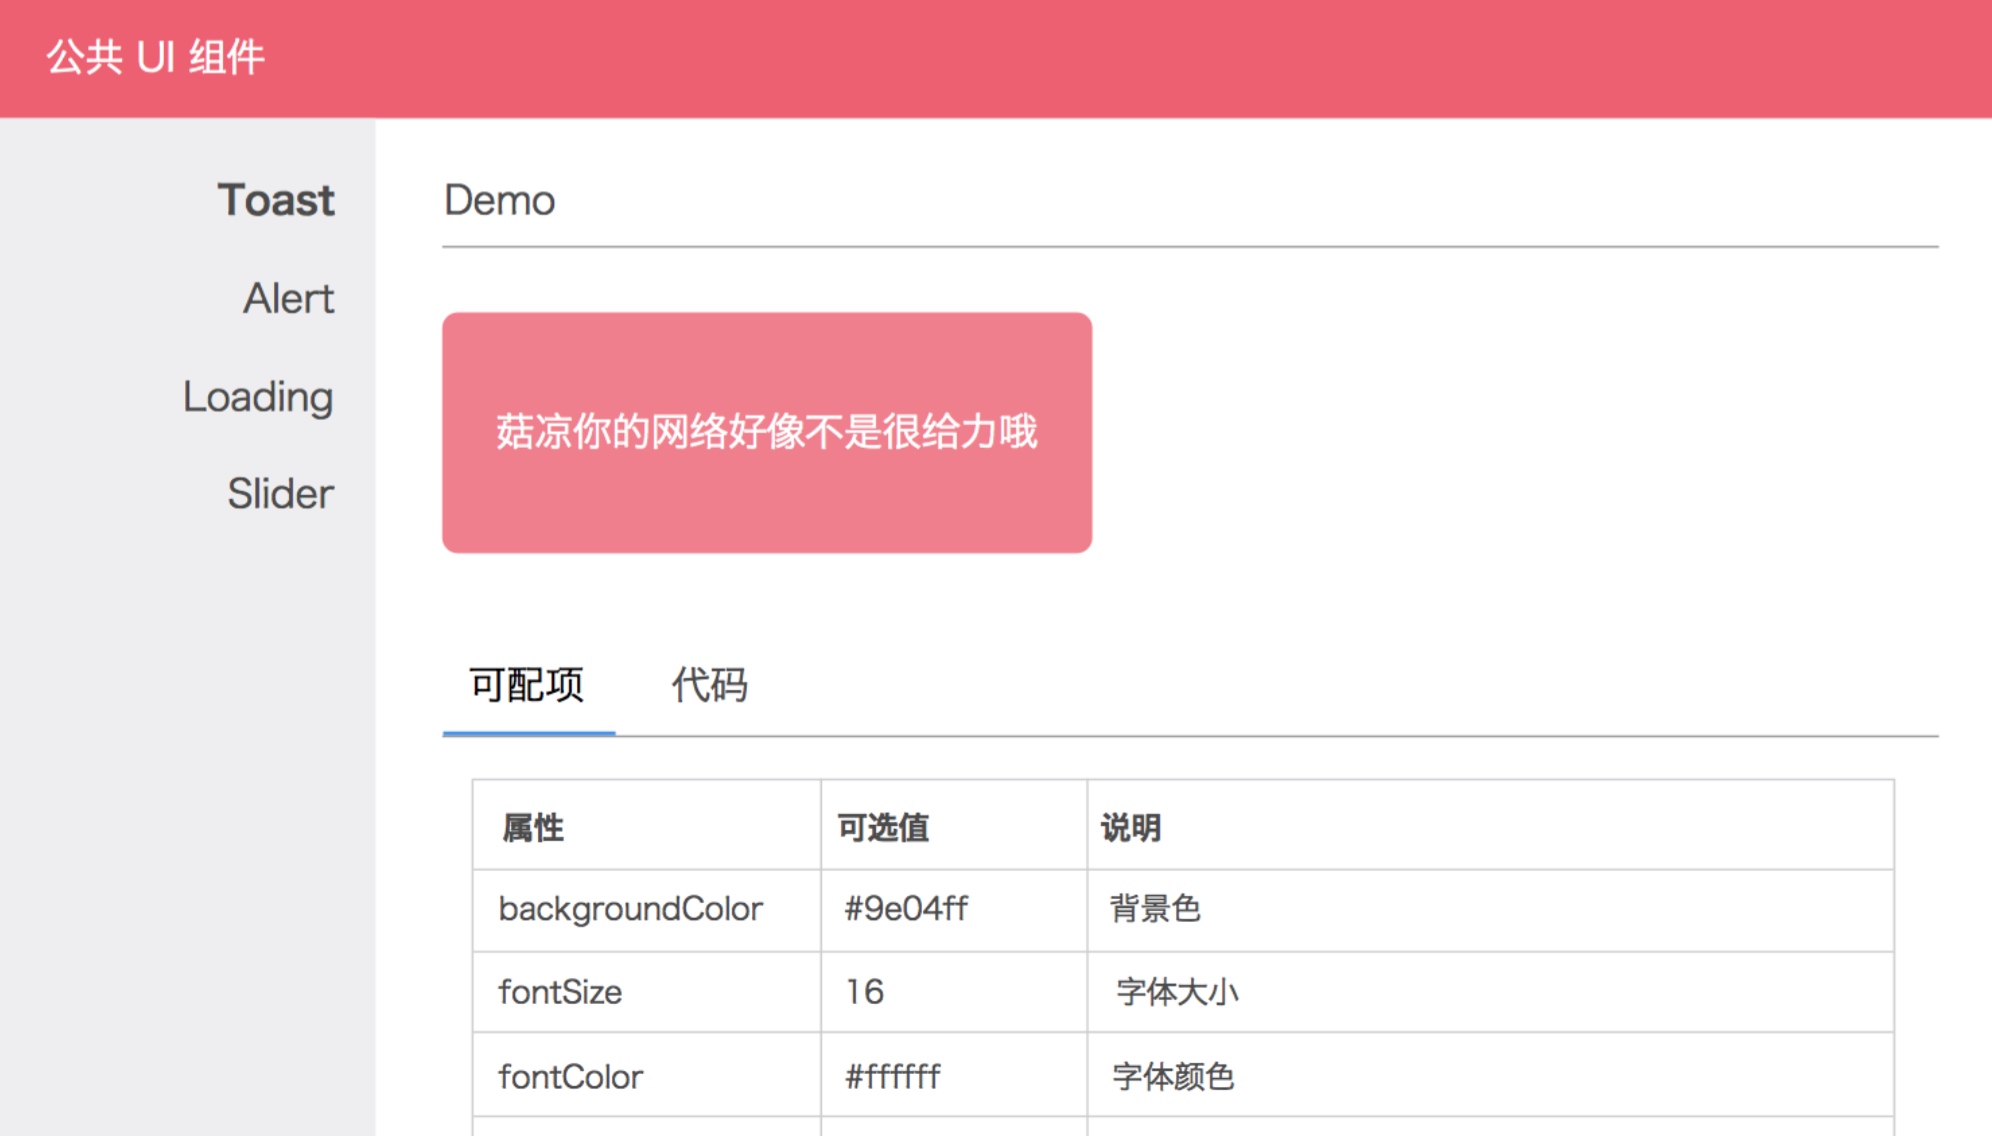 公共 UI 组件
Toast
Alert
Loading
Slider
Demo
菇凉你的网络好像不是很给力哦
可配项 代码
属性 可选值 说明
backgroundColor #9e04ff 背景色
fontSize 16 字体大小
fontColor #ffffff 字体颜色